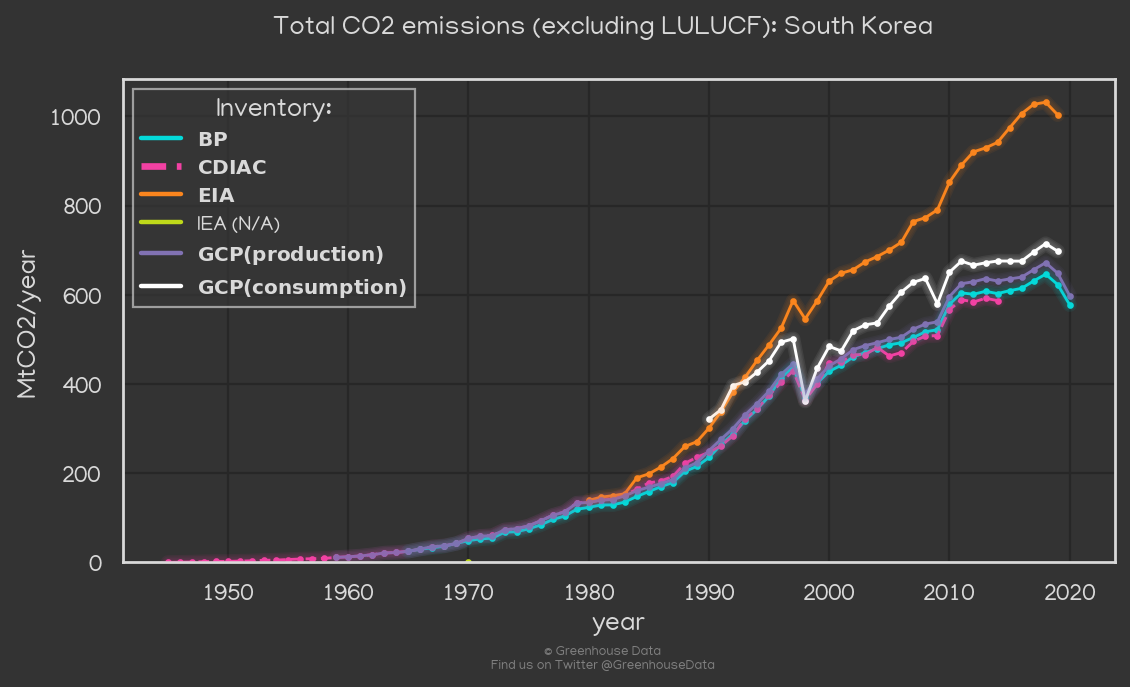 Total CO2 emissions (excluding LULUCF): South Korea
Inventory:
BP
CDIAC
EIA
IEA (N/A)
GCP(production)
GCP(consumption)
MtCO2/year
1000
800
600
400
200
0
1950 1960 1970 1980 1990 2000 2010 2020
year
© Greenhouse Data
Find us on Twitter @GreenhouseData